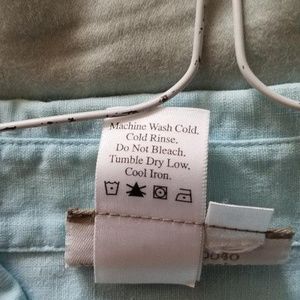 Machine Wash Cold.
Cold Rinse.
Do Not Bleach.
Tumble Dry Low.
Cool Iron.